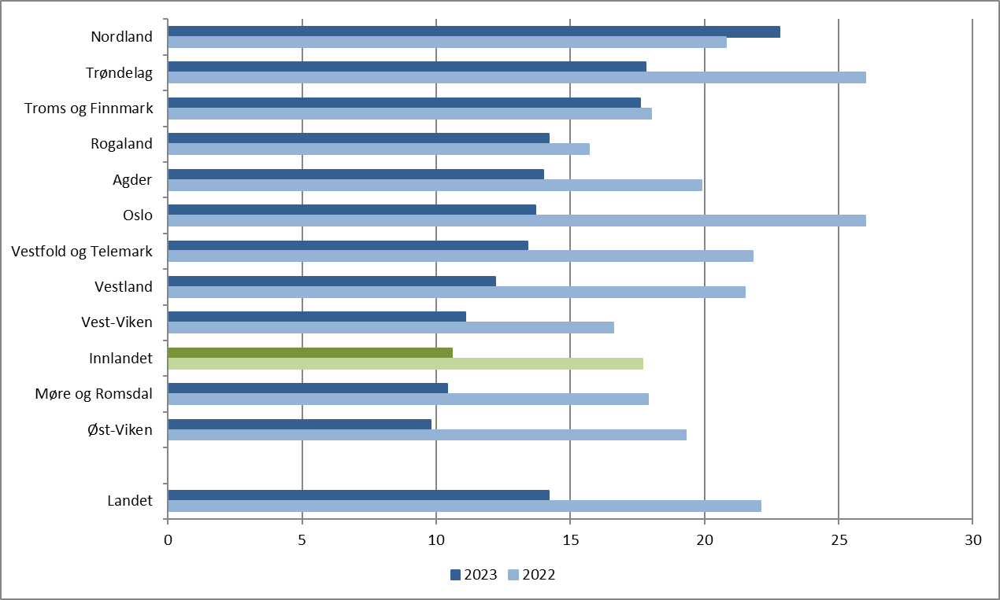 Nordland
Trøndelag
Troms og Finnmark
Rogaland
Agder
Oslo
Vestfold og Telemark
Vestland
Vest-Viken
Innlandet
Møre og Romsdal
Øst-Viken
Landet
0 5 10 15 20 25 30
2023 2022